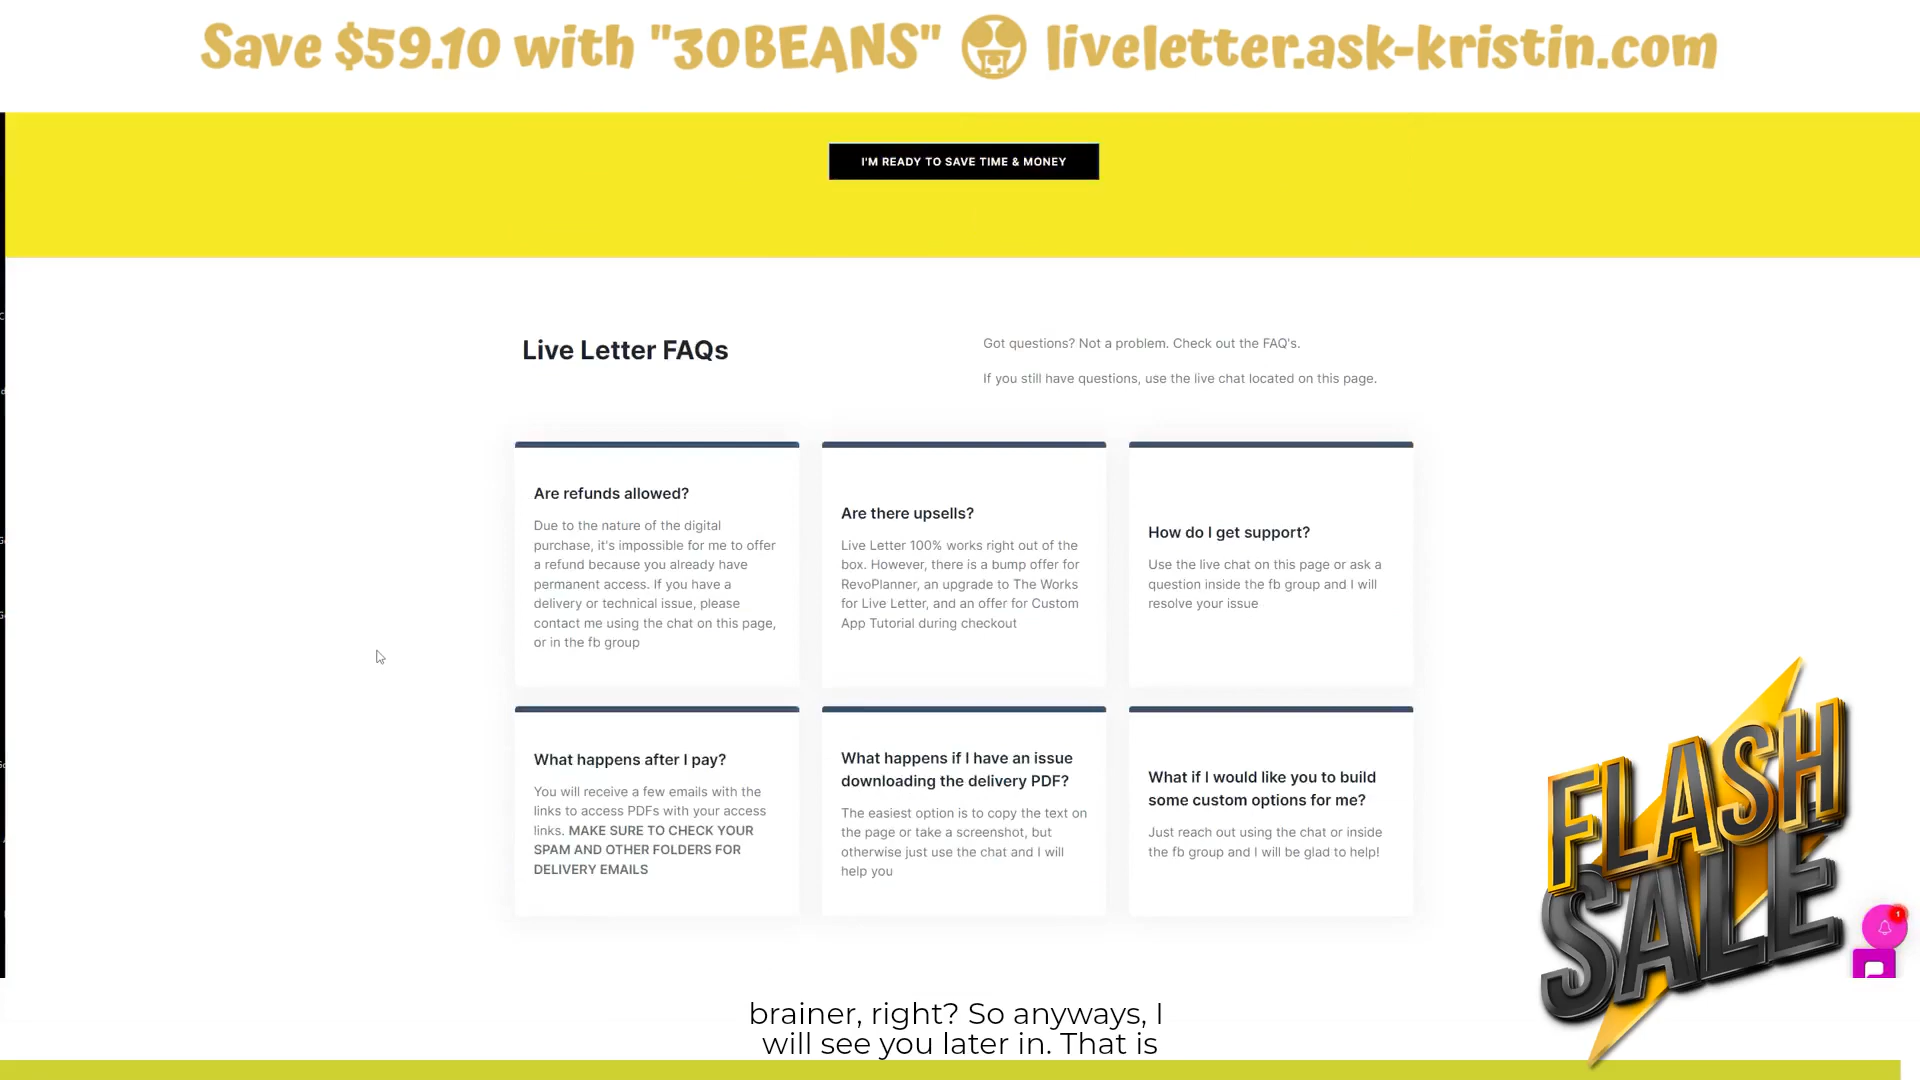 Save $59.10 with "30BEANS" 🤑 liveletter.ask-kristin.com
I'M READY TO SAVE TIME & MONEY
Live Letter FAQs
Got questions? Not a problem. Check out the FAQ's.
If you still have questions, use the live chat located on this page.
Are refunds allowed?
Due to the nature of the digital
purchase, it's impossible for me to offer
a refund because you already have
permanent access. If you have a
delivery or technical issue, please
contact me using the chat on this page,
or in the fb group
Are there upsells?
Live Letter 100% works right out of the
box. However, there is a bump offer for
RevoPlanner, an upgrade to The Works
for Live Letter, and an offer for Custom
App Tutorial during checkout
How do I get support?
Use the live chat on this page or ask a
question inside the fb group and I will
resolve your issue
What happens after I pay?
You will receive a few emails with the
links to access PDFs with your access
links. MAKE SURE TO CHECK YOUR
SPAM AND OTHER FOLDERS FOR
DELIVERY EMAILS
What happens if I have an issue
downloading the delivery PDF?
The easiest option is to copy the text on
the page or take a screenshot, but
otherwise just use the chat and I will
help you
What if I would like you to build
some custom options for me?
Just reach out using the chat or inside
the fb group and I will be glad to help!
FLASH
SALE
1
brainer, right? So anyways, I
will see you later in. That is